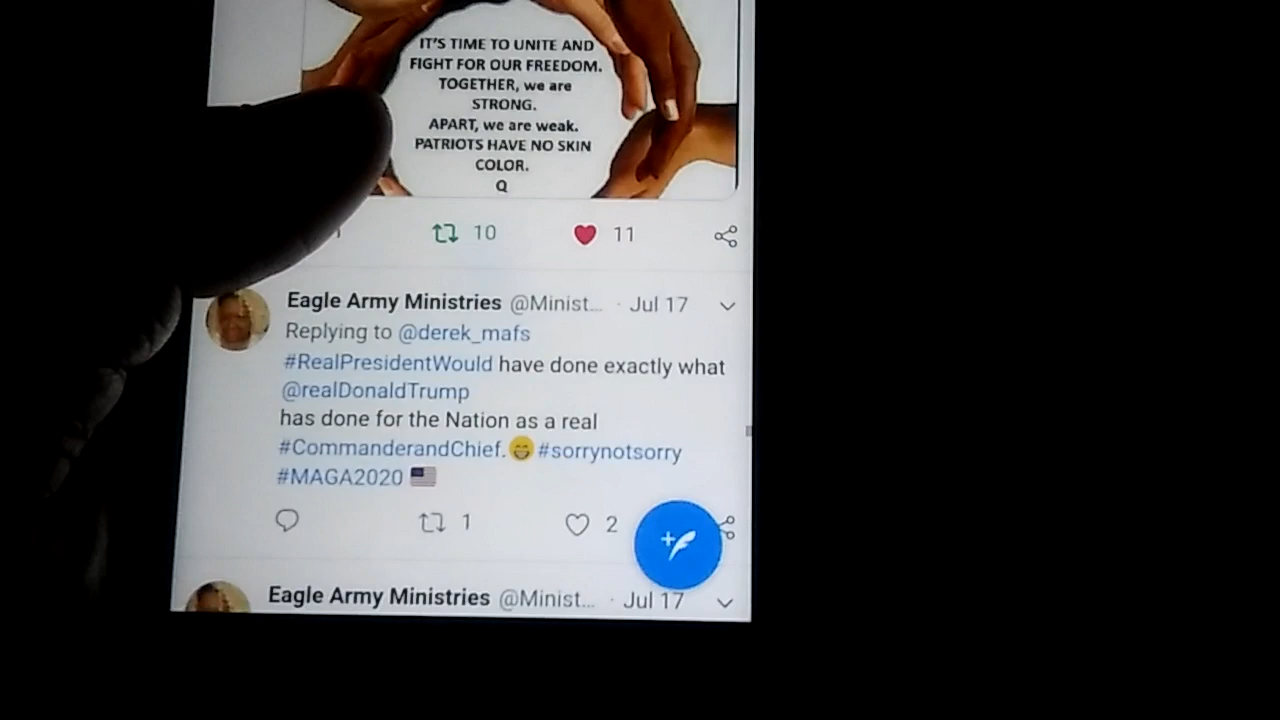 IT'S TIME TO UNITE AND
FIGHT FOR OUR FREEDOM.
TOGETHER, we are
STRONG.
APART, we are weak.
PATRIOTS HAVE NO SKIN
COLOR.
Q
10 11
Eagle Army Ministries @Minist... · Jul 17
Replying to @derek_mafs
#RealPresidentWould have done exactly what
@realDonaldTrump
has done for the Nation as a real
#CommanderandChief.😄#sorrynotsorry
#MAGA2020 🇺🇸
1 2
Eagle Army Ministries @Minist... · Jul 17